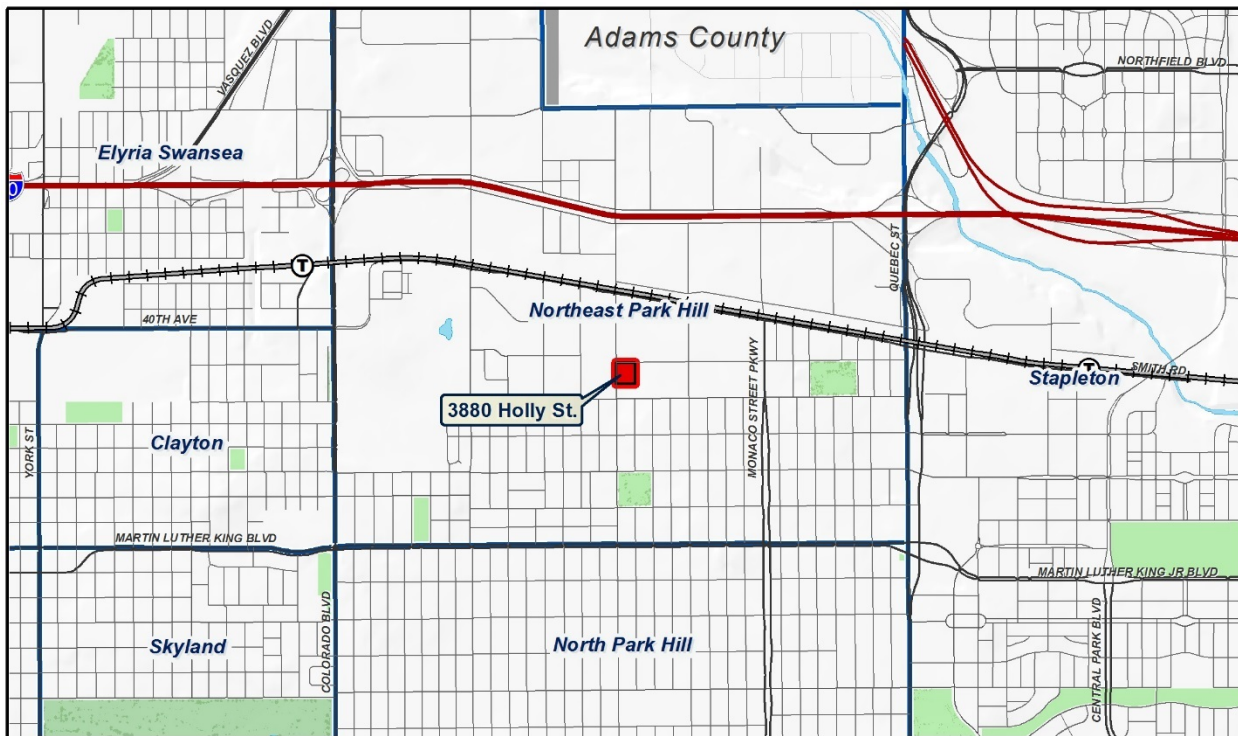 Adams County
VASQUEZ BLVD
NORTHFIELD BLVD
Elyria Swansea
0
T
QUEBEC ST
Northeast Park Hill
40TH AVE
MONACO STREET PKWY
T
SMITH RD
Stapleton
3880 Holly St.
YORK ST
Clayton
MARTIN LUTHER KING BLVD
MARTIN LUTHER KING JR BLVD
COLORADO BLVD
Skyland
North Park Hill
CENTRAL PARK BLVD